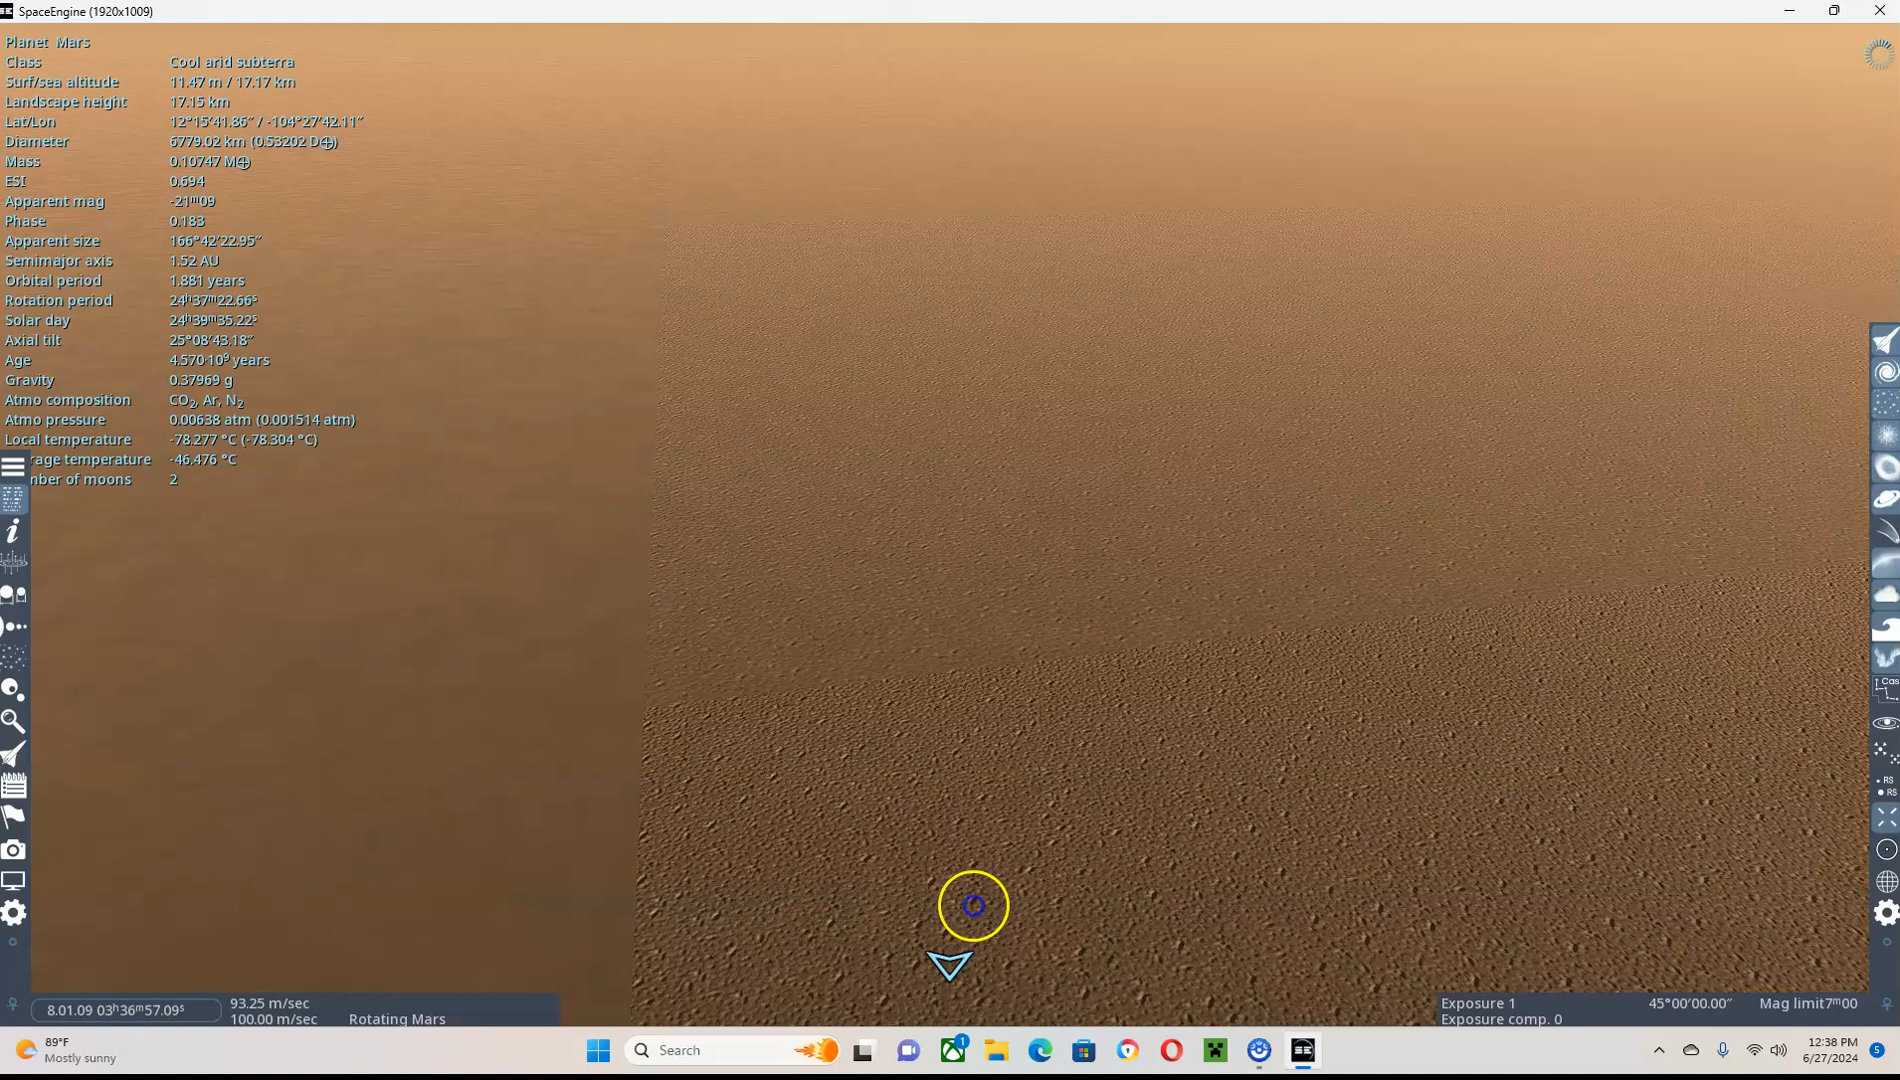 SpaceEngine (1920x1009)
Planet Mars
Class Cool arid subterra
Surf/sea altitude 11.47 m / 17.17 km
Landscape height 17.15 km
Lat/Lon 12°15′41.86″ / -104°27′42.11″
Diameter 6779.02 km (0.53202 D⊕)
Mass 0.10747 M⊕
ESI 0.694
Apparent mag -21ᵐ09
Phase 0.183
Apparent size 166°42′22.95″
Semimajor axis 1.52 AU
Orbital period 1.881 years
Rotation period 24ʰ37ᵐ22.66ˢ
Solar day 24ʰ39ᵐ35.22ˢ
Axial tilt 25°08′43.18″
Age 4.570·10⁹ years
Gravity 0.37969 g
Atmo composition CO₂, Ar, N₂
Atmo pressure 0.00638 atm (0.001514 atm)
Local temperature -78.277 °C (-78.304 °C)
rage temperature -46.476 °C
mber of moons 2
Cas
RS
RS
8.01.09 03ʰ36ᵐ57.09ˢ
93.25 m/sec
100.00 m/sec Rotating Mars
Exposure 1 45°00′00.00″ Mag limit7ᵐ00
Exposure comp. 0
89°F
Mostly sunny
Search
1
SE
12:38 PM
6/27/2024
5